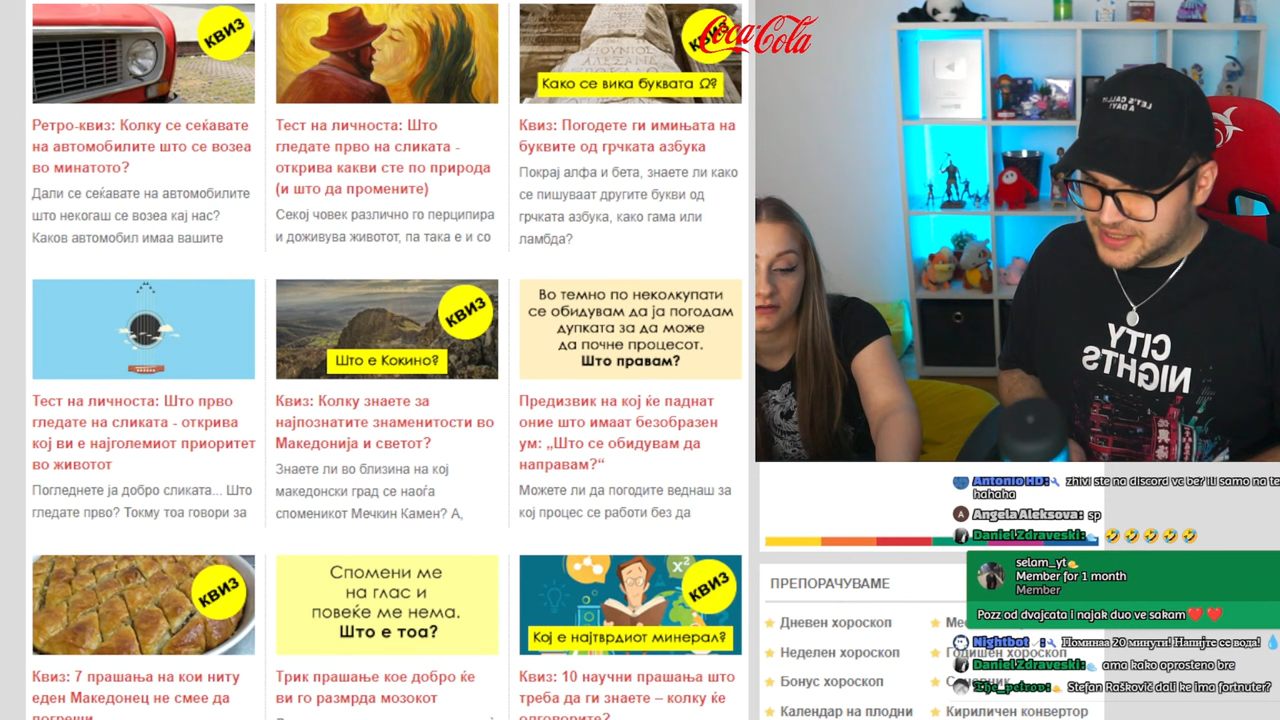 КВИЗ
Ретро-квиз: Колку се сеќавате
на автомобилите што се возеа
во минатото?
Дали се сеќавате на автомобилите
што некогаш се возеа кај нас?
Каков автомобил имаа вашите
Тест на личноста: Што
гледате прво на сликата -
открива какви сте по природа
(и што да промените)
Секој човек различно го перципира
и доживува животот, па така е и со
Како се вика буквата Ω?
Квиз: Погодете ги имињата на
буквите од грчката азбука
Покрај алфа и бета, знаете ли како
се пишуваат другите букви од
грчката азбука, како гама или
ламбда?
Coca-Cola
LET'S CALL IT
A DAY!
CITY
NIGHTS
Тест на личноста: Што прво
гледате на сликата - открива
кој ви е најголемиот приоритет
во животот
Погледнете ја добро сликата... Што
гледате прво? Токму тоа говори за
КВИЗ
Што е Кокино?
Квиз: Колку знаете за
најпознатите знаменитости во
Македонија и светот?
Знаете ли во близина на кој
македонски град се наоѓа
споменикот Мечкин Камен? А,
Во темно по неколкупати
се обидувам да ја погодам
дупката за да може
да почне процесот.
Што правам?
Предизвик на кој ќе паднат
оние што имаат безобразен
ум: „Што се обидувам да
направам?“
Можете ли да погодите веднаш за
кој процес се работи без да
КВИЗ
Квиз: 7 прашања на кои ниту
еден Македонец не смее да
погреши
Спомени ме
на глас и
повеќе ме нема.
Што е тоа?
Трик прашање кое добро ќе
ви го размрда мозокот
x²
КВИЗ
Кој е најтврдиот минерал?
Квиз: 10 научни прашања што
треба да ги знаете – колку ќе
одговорите?
ПРЕПОРАЧУВАМЕ
Дневен хороскоп
Неделен хороскоп
Годишен хороскоп
Бонус хороскоп
Календар на плодни
Кириличен конвертор
AntonioHD: zhivi ste na discord vc be? ili samo na te
hahaha
A Angela Aleksova: sp
Daniel Zdraveski: 🤣 🤣 🤣 🤣 🤣
selam_yt
Member for 1 month
Member
Pozz od dvajcata i najak duo ve sakam❤️ ❤️
Nightbot: Поминаа 20 минути! Напијте се вода! 💧
Daniel Zdraveski: ama kako oprosteno bre
The_petrov: Stefan Rašković dali ke ima fortnuter?